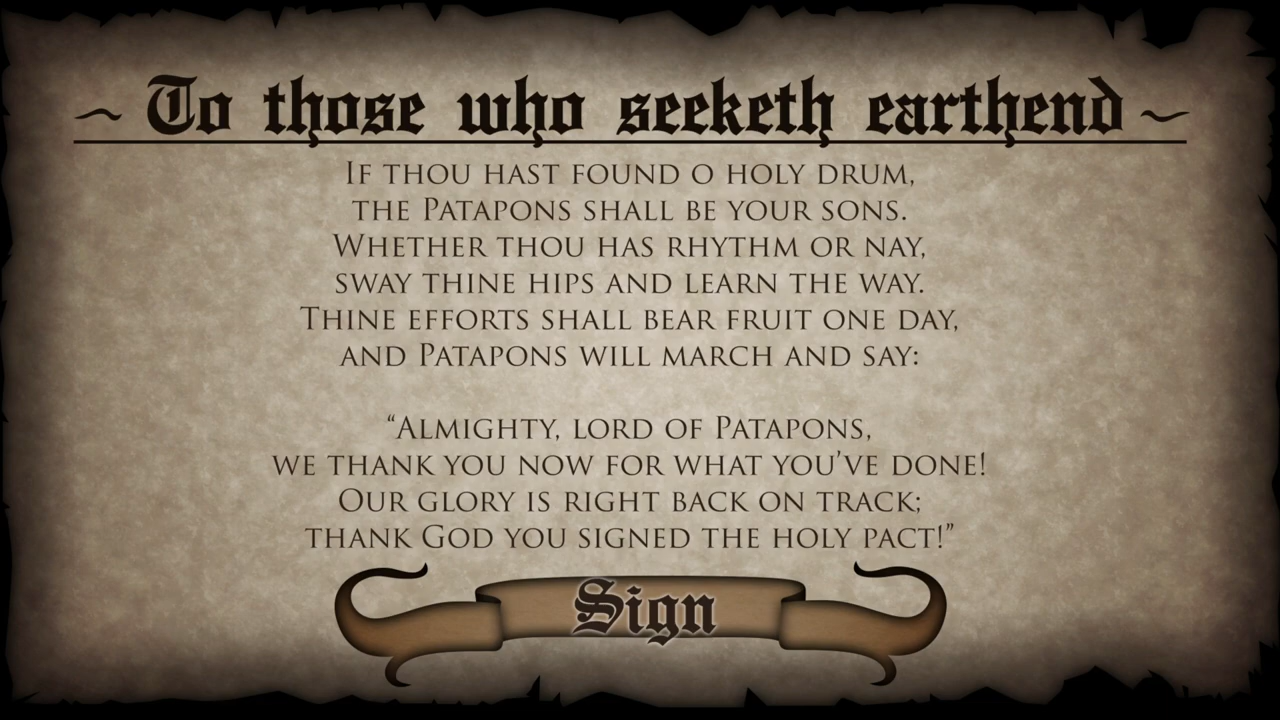 ~ To those who seeketh earthend ~
If thou hast found o holy drum,
the Patapons shall be your sons.
Whether thou has rhythm or nay,
sway thine hips and learn the way.
Thine efforts shall bear fruit one day,
and Patapons will march and say:
“Almighty, lord of Patapons,
we thank you now for what you’ve done!
Our glory is right back on track;
thank God you signed the holy pact!”
Sign